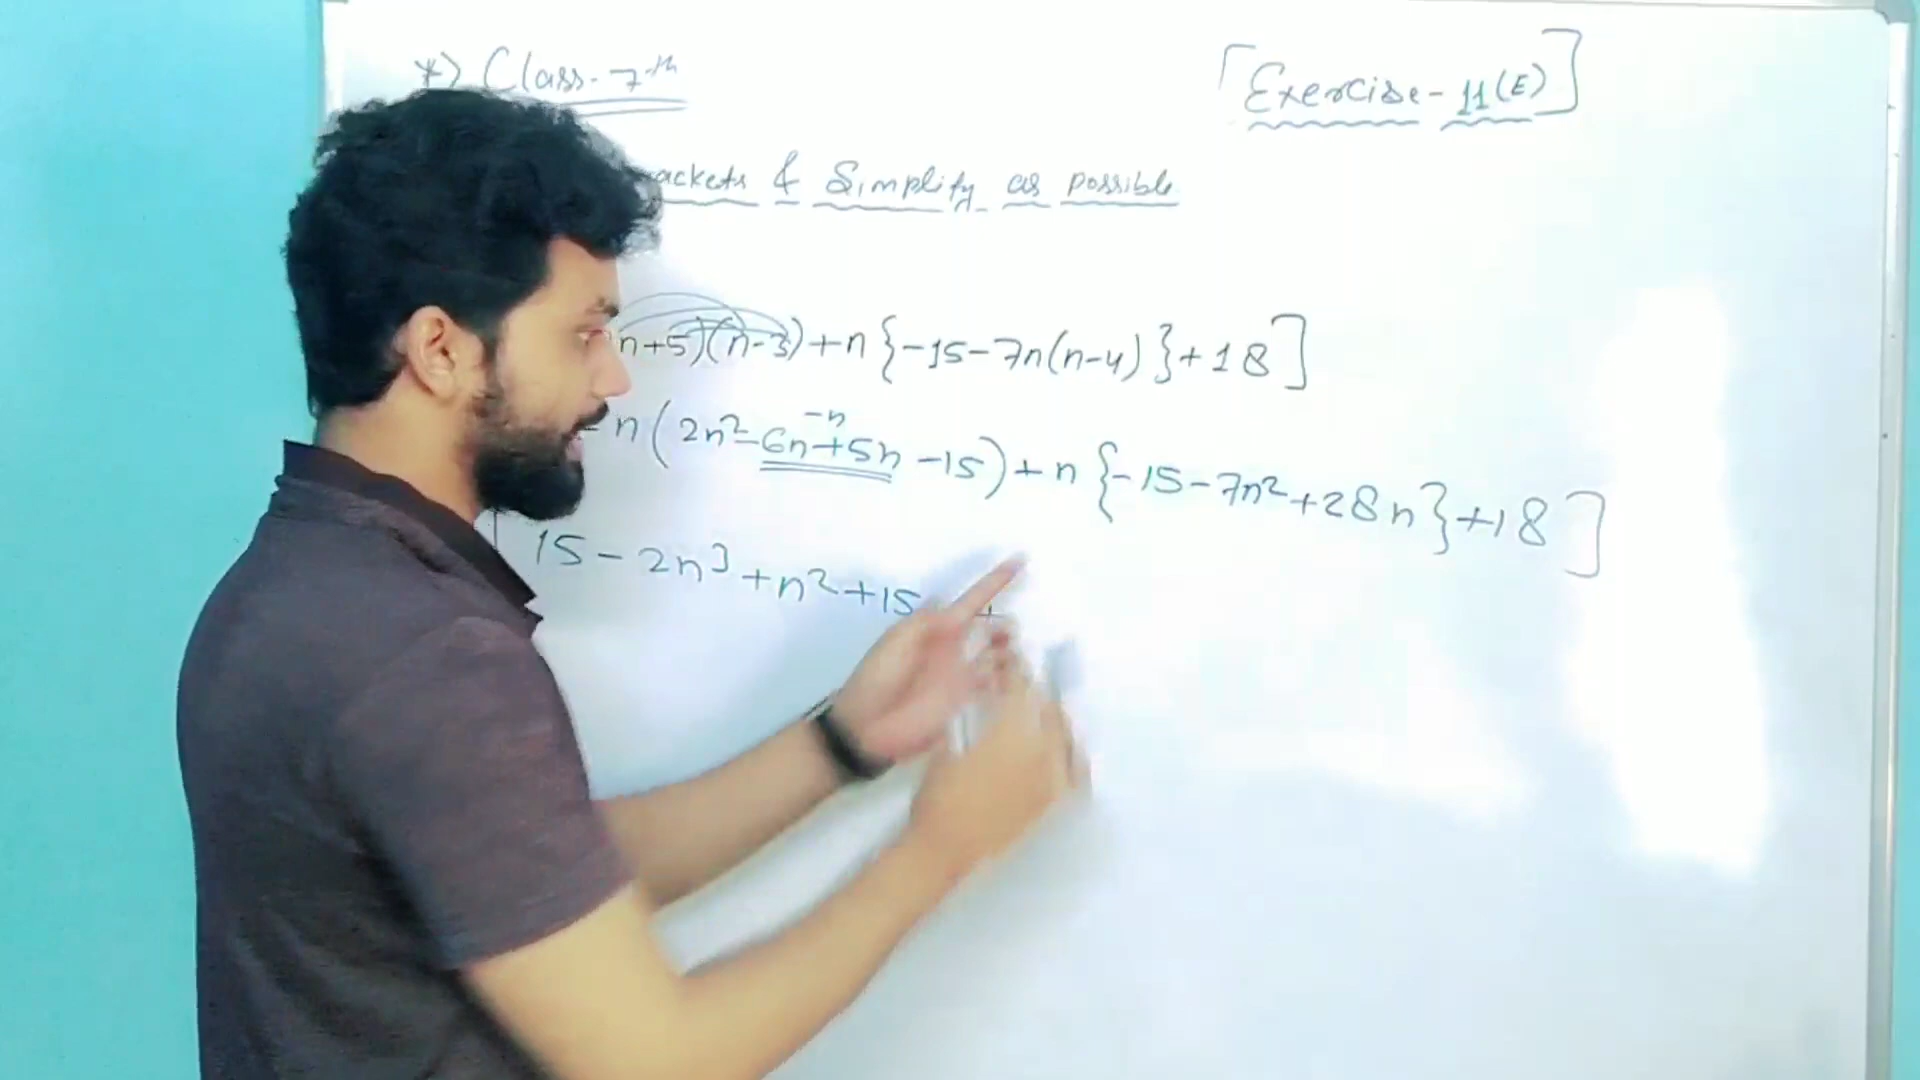 *) Class-7th
[Exercise-11(E)]
& Simplify as possible
n+5)(n-3)+n{-15-7n(n-4)}+18]
-n
n(2n²-6n+5n-15)+n{-15-7n²+28n}+18]
15-2n³+n²+15